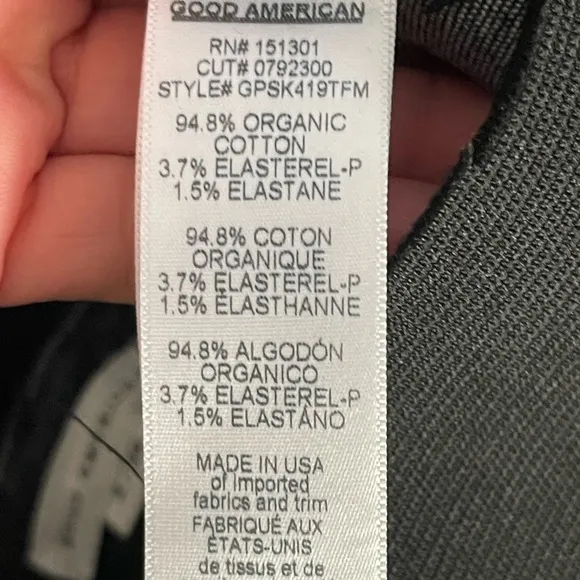 GOOD AMERICAN
RN# 151301
CUT# 0792300
STYLE# GPSK419TFM
94.8% ORGANIC
COTTON
3.7% ELASTEREL-P
1.5% ELASTANE
94.8% COTON
ORGANIQUE
3.7% ELASTEREL-P
1.5% ÉLASTHANNE
94.8% ALGODÓN
ORGANICO
3.7% ELASTEREL-P
1.5% ELASTANO
MADE IN USA
of imported
fabrics and trim
FABRIQUÉ AUX
ÉTATS-UNIS
de tissus et de